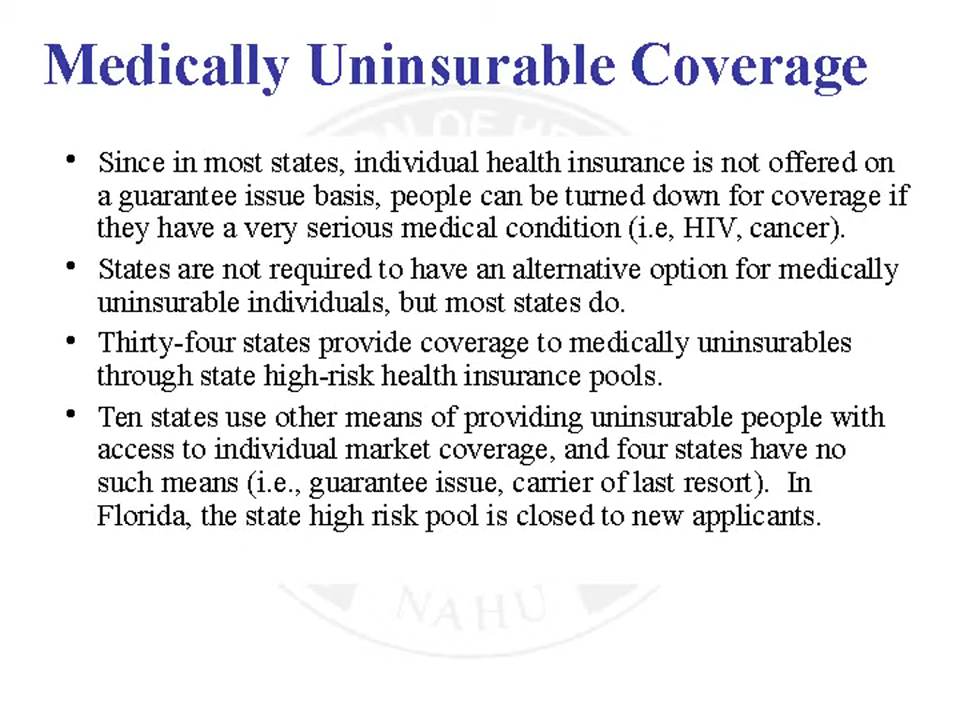 Medically Uninsurable Coverage
• Since in most states, individual health insurance is not offered on
a guarantee issue basis, people can be turned down for coverage if
they have a very serious medical condition (i.e, HIV, cancer).
• States are not required to have an alternative option for medically
uninsurable individuals, but most states do.
• Thirty-four states provide coverage to medically uninsurables
through state high-risk health insurance pools.
• Ten states use other means of providing uninsurable people with
access to individual market coverage, and four states have no
such means (i.e., guarantee issue, carrier of last resort).  In
Florida, the state high risk pool is closed to new applicants.
NAHU